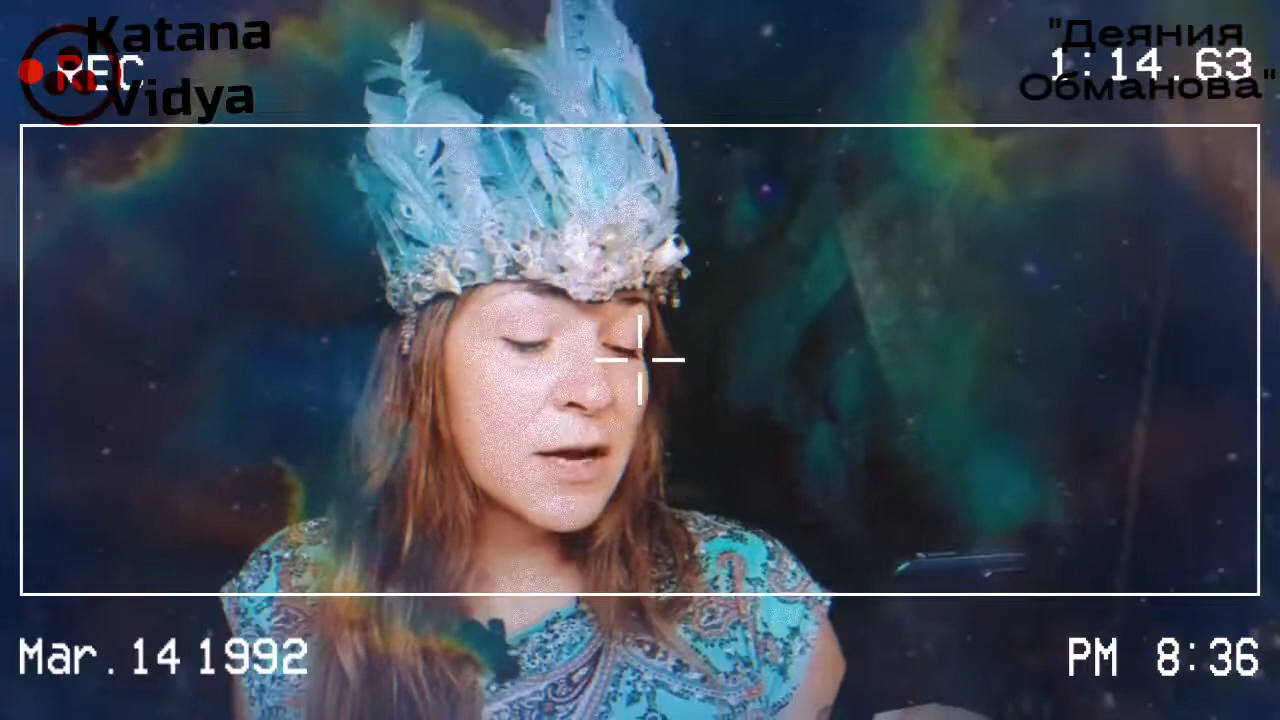 Katana
Vidya
REC
"Деяния
Обманова"
1:14.63
Mar.14 1992
PM 8:36